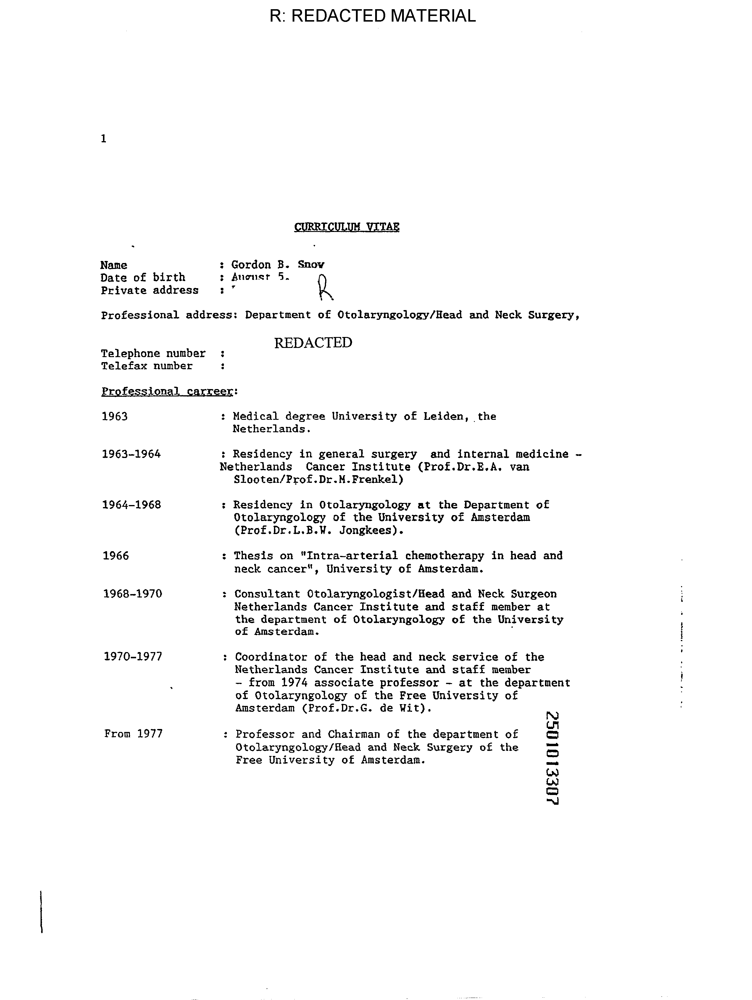 R: REDACTED MATERIAL
1
CURRICULUM VITAE
Name : Gordon B. Snow
Date of birth : August 5.
Private address :
R
Professional address: Department of Otolaryngology/Head and Neck Surgery,
REDACTED
Telephone number :
Telefax number :
Professional carreer:
1963 : Medical degree University of Leiden, the
Netherlands.
1963-1964 : Residency in general surgery and internal medicine -
Netherlands Cancer Institute (Prof.Dr.E.A. van
Slooten/Prof.Dr.M.Frenkel)
1964-1968 : Residency in Otolaryngology at the Department of
Otolaryngology of the University of Amsterdam
(Prof.Dr.L.B.W. Jongkees).
1966 : Thesis on "Intra-arterial chemotherapy in head and
neck cancer", University of Amsterdam.
1968-1970 : Consultant Otolaryngologist/Head and Neck Surgeon
Netherlands Cancer Institute and staff member at
the department of Otolaryngology of the University
of Amsterdam.
1970-1977 : Coordinator of the head and neck service of the
Netherlands Cancer Institute and staff member
- from 1974 associate professor - at the department
of Otolaryngology of the Free University of
Amsterdam (Prof.Dr.G. de Wit).
From 1977 : Professor and Chairman of the department of
Otolaryngology/Head and Neck Surgery of the
Free University of Amsterdam.
2501013307